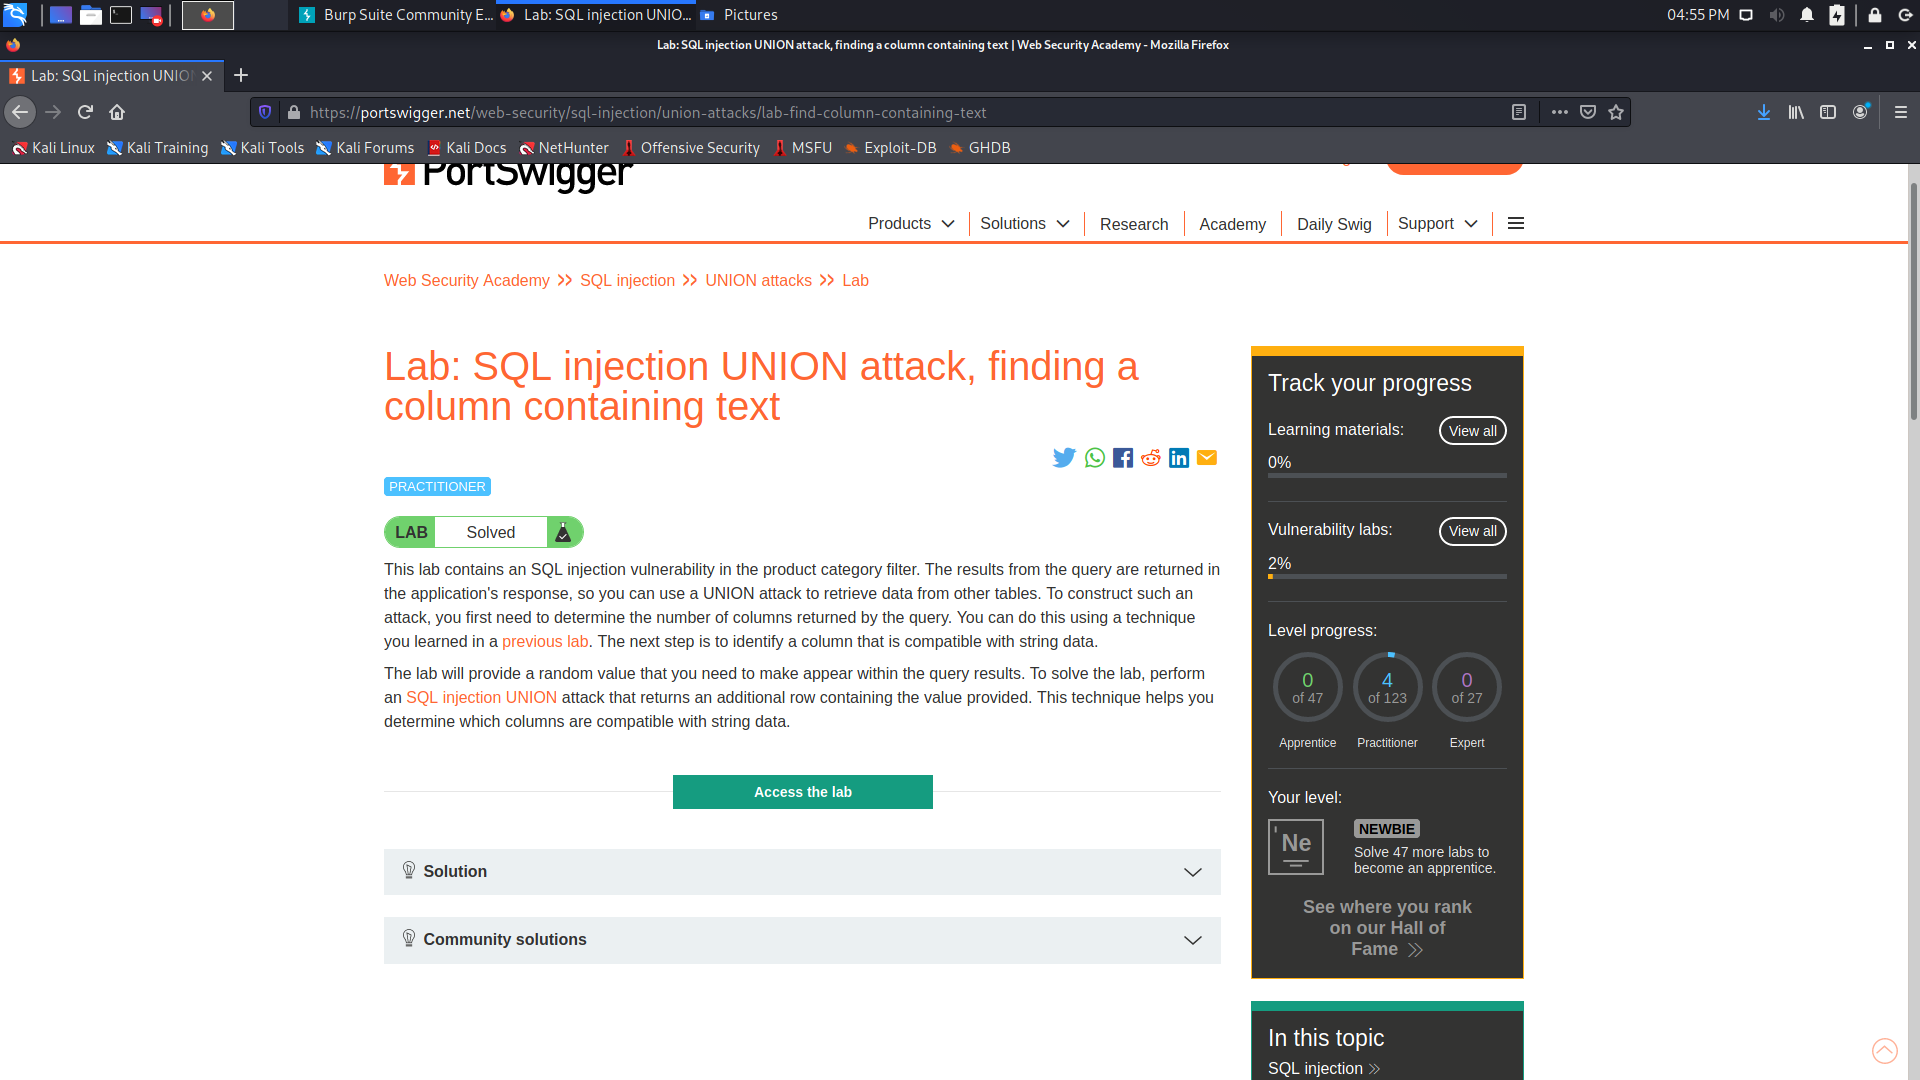 Burp Suite Community E...
Lab: SQL injection UNIO...
Pictures
04:55 PM
Lab: SQL injection UNION attack, finding a column containing text | Web Security Academy - Mozilla Firefox
Lab: SQL injection UNIO
https://portswigger.net/web-security/sql-injection/union-attacks/lab-find-column-containing-text
Kali Linux Kali Training Kali Tools Kali Forums Kali Docs NetHunter Offensive Security MSFU Exploit-DB GHDB
PortSwigger
Products Solutions Research Academy Daily Swig Support
Web Security Academy SQL injection UNION attacks Lab
Lab: SQL injection UNION attack, finding a
column containing text
PRACTITIONER
LAB Solved
This lab contains an SQL injection vulnerability in the product category filter. The results from the query are returned in
the application's response, so you can use a UNION attack to retrieve data from other tables. To construct such an
attack, you first need to determine the number of columns returned by the query. You can do this using a technique
you learned in a previous lab. The next step is to identify a column that is compatible with string data.
The lab will provide a random value that you need to make appear within the query results. To solve the lab, perform
an SQL injection UNION attack that returns an additional row containing the value provided. This technique helps you
determine which columns are compatible with string data.
Access the lab
Solution
Community solutions
Track your progress
Learning materials: View all
0%
Vulnerability labs: View all
2%
Level progress:
0 4 0
of 47 of 123 of 27
Apprentice Practitioner Expert
Your level:
' Ne
NEWBIE
Solve 47 more labs to
become an apprentice.
See where you rank
on our Hall of
Fame
In this topic
SQL injection